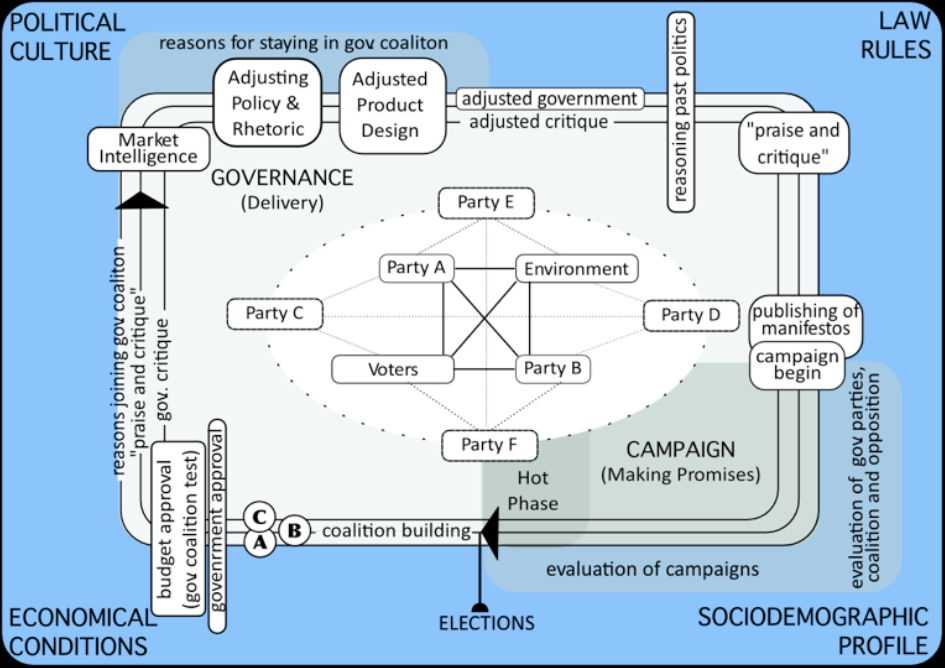 POLITICAL
CULTURE
LAW
RULES
reasons for staying in gov. coaliton
Adjusting
Policy &
Rhetoric
Adjusted
Product
Design
adjusted government
adjusted critique
reasoning past politics
"praise and
critique"
Market
Intelligence
GOVERNANCE
(Delivery)
Party E
Party A
Environment
Party C
Party D
Voters
Party B
Party F
publishing of
manifestos
campaign
begin
reasons joining gov. coaliton
"praise and critique"
gov. critique
CAMPAIGN
(Making Promises)
Hot
Phase
evaluation of gov. parties,
coalition and opposition
budget approval
(gov. coalition test)
govenrment approval
C
B
A
coalition building
evaluation of campaigns
ELECTIONS
ECONOMICAL
CONDITIONS
SOCIODEMOGRAPHIC
PROFILE